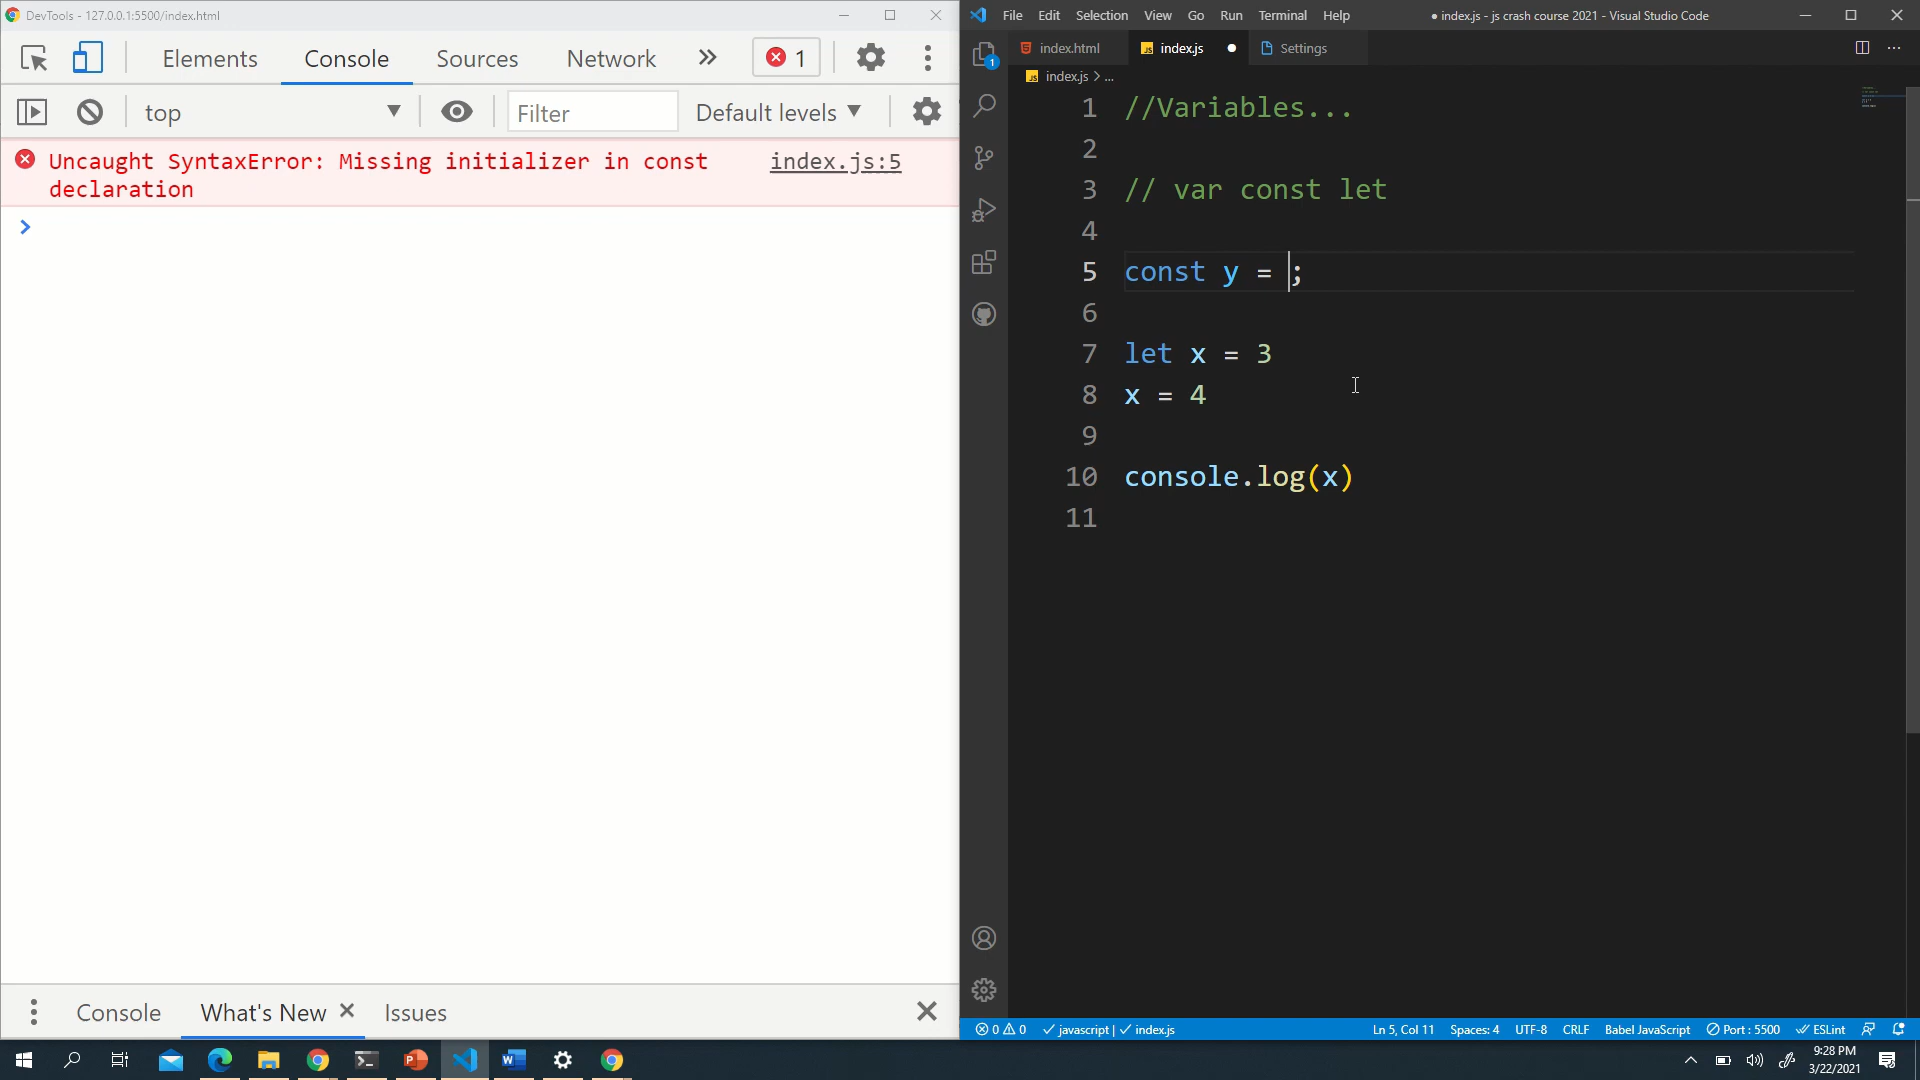 DevTools - 127.0.0.1:5500/index.html
Elements Console Sources Network » 1
top Filter Default levels
Uncaught SyntaxError: Missing initializer in const declaration index.js:5
Console What's New Issues
File Edit Selection View Go Run Terminal Help ● index.js - js crash course 2021 - Visual Studio Code
index.html index.js Settings
index.js > ...
1 //Variables...
2
3 // var const let
4
5 const y = ;
6
7 let x = 3
8 x = 4
9
10 console.log(x)
11
1
0 0 javascript | index.js Ln 5, Col 11 Spaces: 4 UTF-8 CRLF Babel JavaScript Port : 5500 ESLint
9:28 PM
3/22/2021